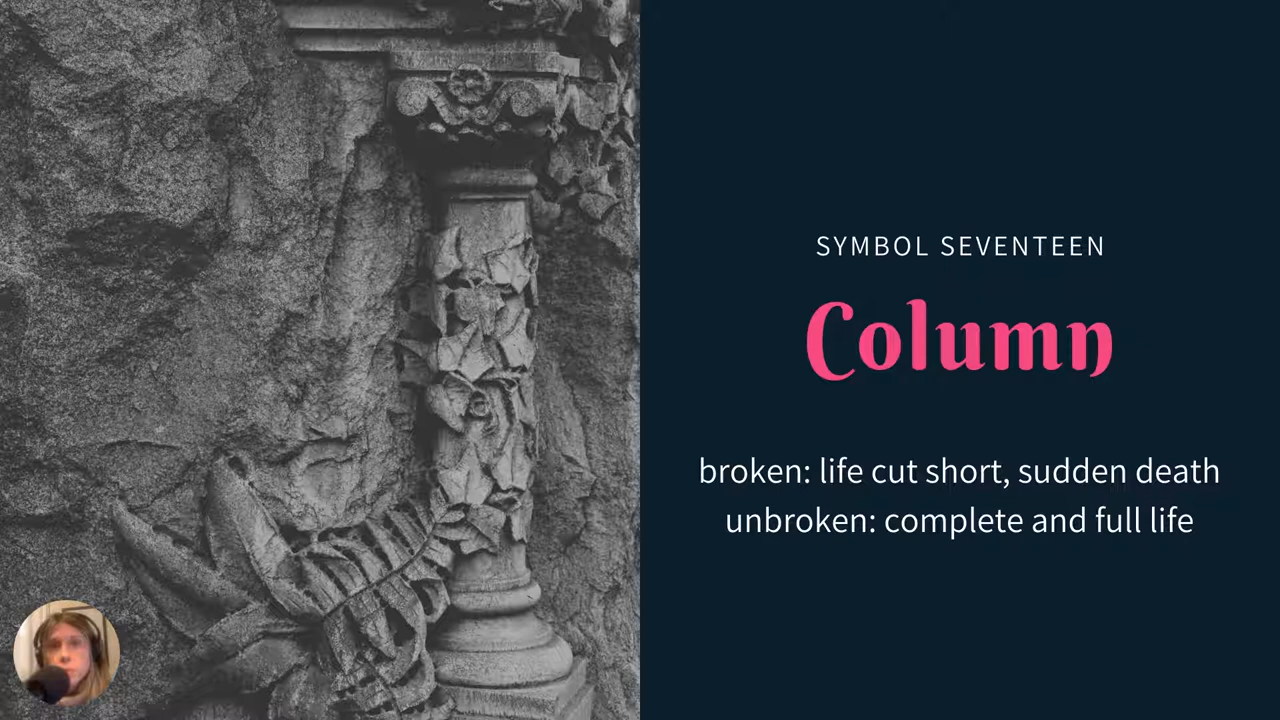 SYMBOL SEVENTEEN
Column
broken: life cut short, sudden death
unbroken: complete and full life